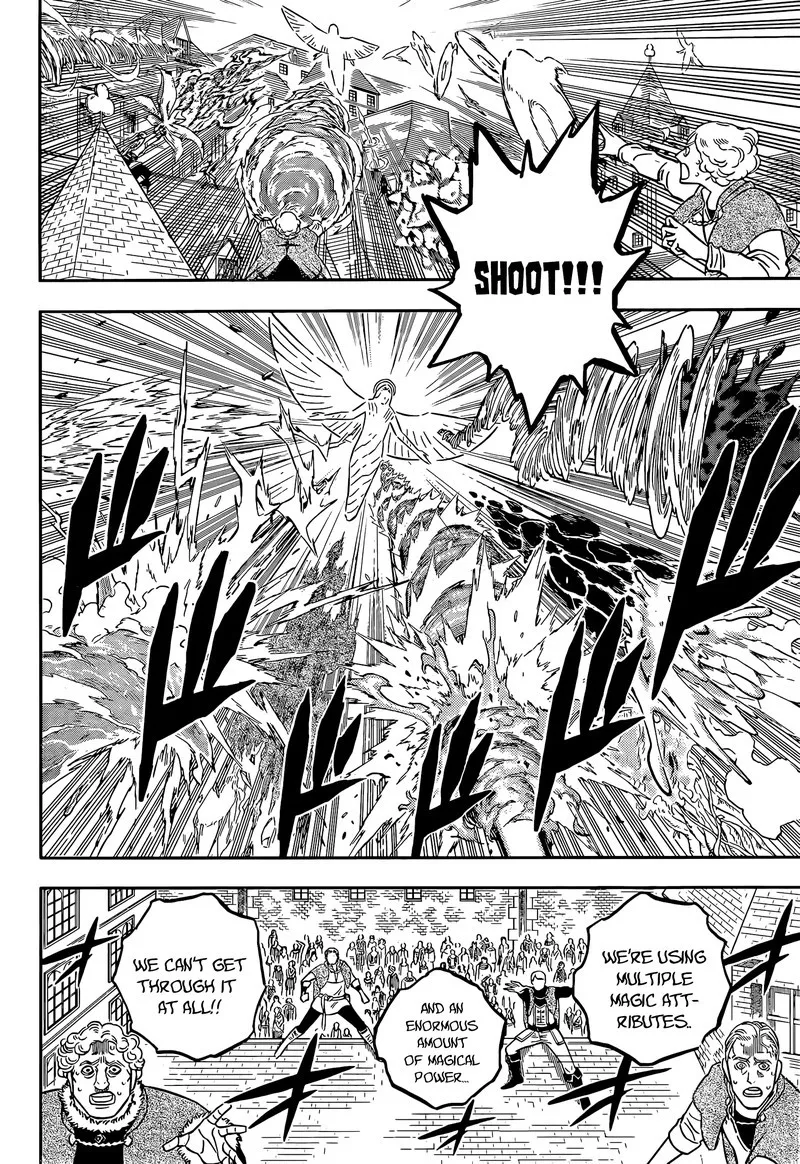 SHOOT!!!
WE'RE USING
MULTIPLE
MAGIC ATT-
RIBUTES..
AND AN
ENORMOUS
AMOUNT
OF MAGICAL
POWER...
WE CAN'T GET
THROUGH IT
AT ALL!!